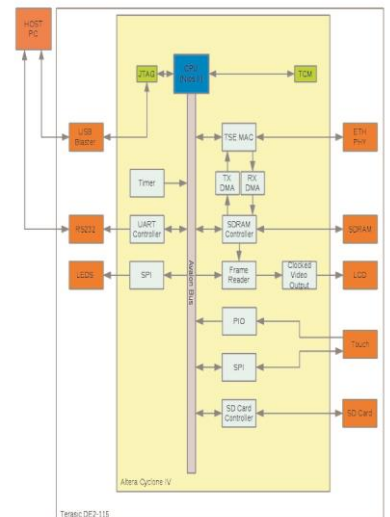 HOST
PC
JTAG
CPU
(NIOS II)
TCM
USB
Blaster
TSE MAC
ETH
PHY
TX
DMA
RX
DMA
Timer
RS232
UART
Controller
SDRAM
Controller
SDRAM
LEDS
SPI
Frame
Reader
Clocked
Video
Output
LCD
Avalon Bus
PIO
Touch
SPI
SD Card
Controller
SD Card
Altera Cyclone IV
Terasic DE2-115